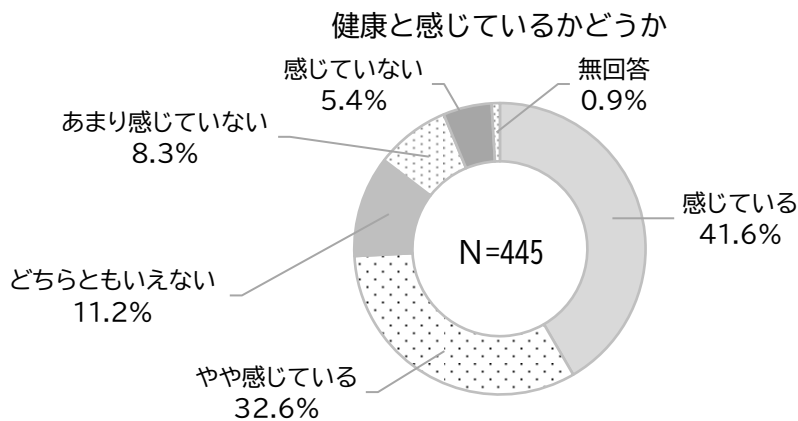 健康と感じているかどうか
感じていない
5.4%
無回答
0.9%
あまり感じていない
8.3%
感じている
41.6%
N=445
どちらともいえない
11.2%
やや感じている
32.6%